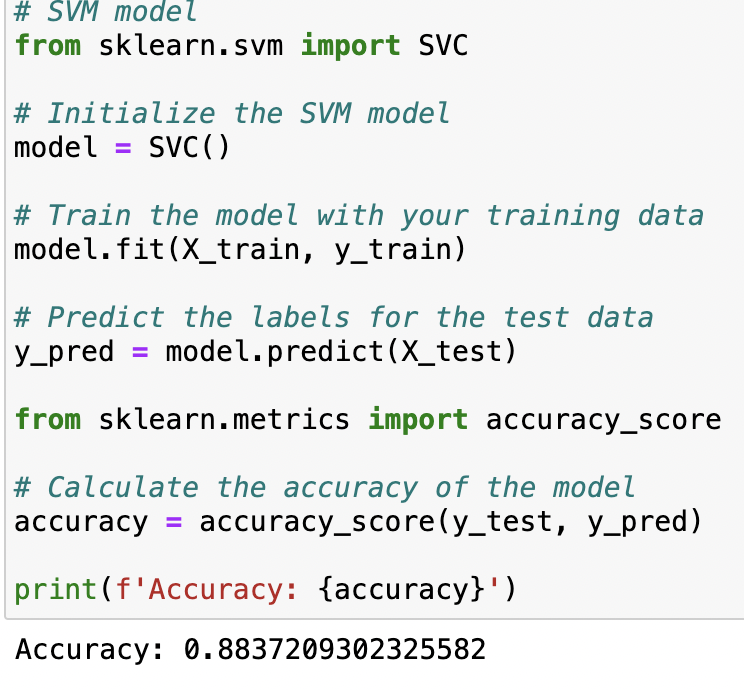 # SVM model
from sklearn.svm import SVC
# Initialize the SVM model
model = SVC()
# Train the model with your training data
model.fit(X_train, y_train)
# Predict the labels for the test data
y_pred = model.predict(X_test)
from sklearn.metrics import accuracy_score
# Calculate the accuracy of the model
accuracy = accuracy_score(y_test, y_pred)
print(f'Accuracy: {accuracy}')
Accuracy: 0.8837209302325582